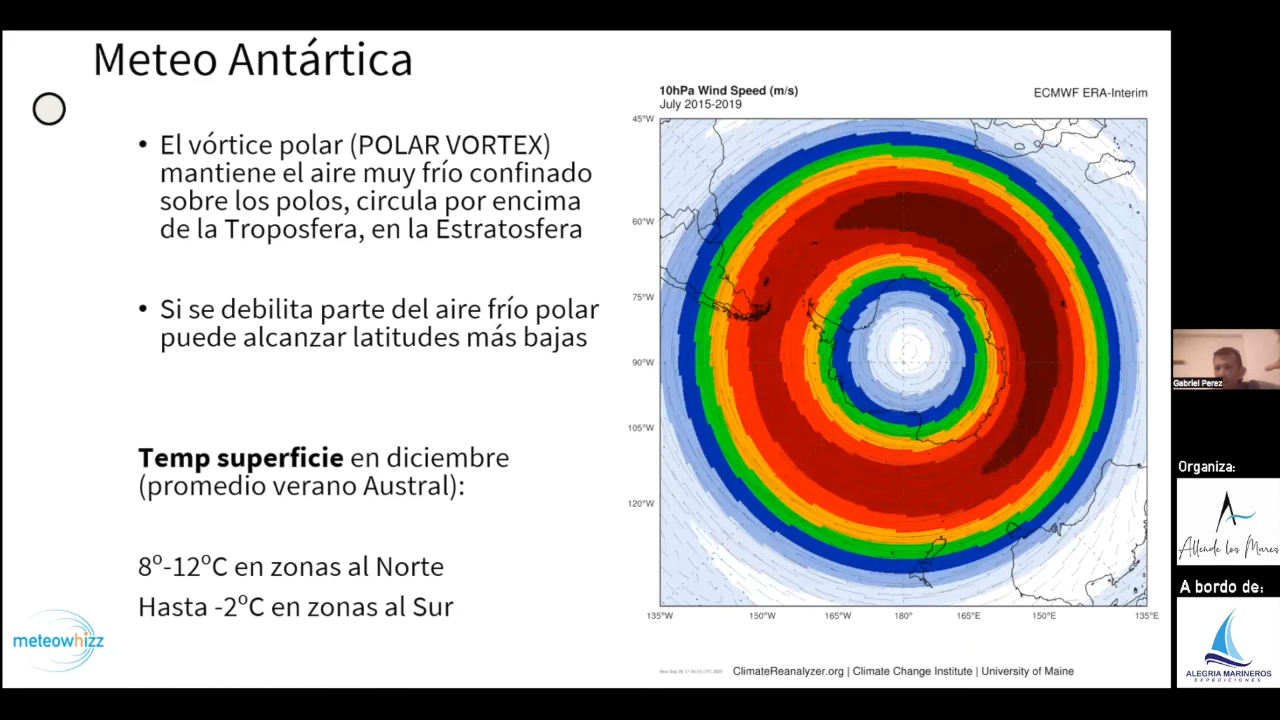 Meteo Antártica
• El vórtice polar (POLAR VORTEX)
mantiene el aire muy frío confinado
sobre los polos, circula por encima
de la Troposfera, en la Estratosfera
• Si se debilita parte del aire frío polar
puede alcanzar latitudes más bajas
Temp superficie en diciembre
(promedio verano Austral):
8º-12ºC en zonas al Norte
Hasta -2ºC en zonas al Sur
meteowhizz
10hPa Wind Speed (m/s)
July 2015-2019
ECMWF ERA-Interim
45°W
60°W
75°W
90°W
105°W
120°W
135°W
150°W
165°W
180°
165°E
150°E
135°E
ClimateReanalyzer.org | Climate Change Institute | University of Maine
Gabriel Perez
Organiza:
Allende los Mares
A bordo de:
ALEGRIA MARINEROS
EXPEDICIONES